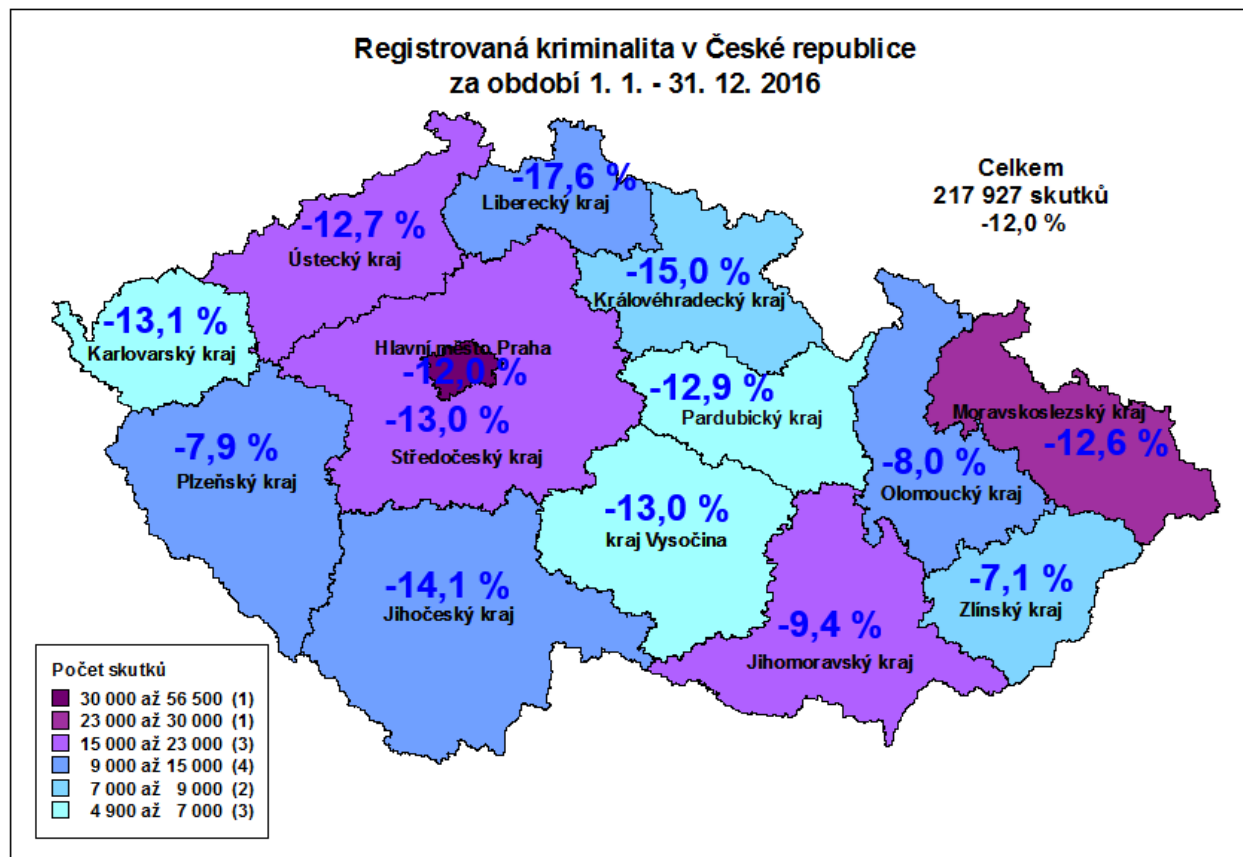 Registrovaná kriminalita v České republice
za období 1. 1. - 31. 12. 2016
Celkem
217 927 skutků
-12,0 %
-17,6 %
Liberecký kraj
-12,7 %
Ústecký kraj
-15,0 %
Královéhradecký kraj
-13,1 %
Karlovarský kraj
Hlavní město Praha
-12,0 %
-13,0 %
Středočeský kraj
-12,9 %
Pardubický kraj
Moravskoslezský kraj
-12,6 %
-7,9 %
Plzeňský kraj
-8,0 %
Olomoucký kraj
-13,0 %
kraj Vysočina
-14,1 %
Jihočeský kraj
-7,1 %
Zlínský kraj
-9,4 %
Jihomoravský kraj
Počet skutků
30 000 až 56 500 (1)
23 000 až 30 000 (1)
15 000 až 23 000 (3)
9 000 až 15 000 (4)
7 000 až 9 000 (2)
4 900 až 7 000 (3)